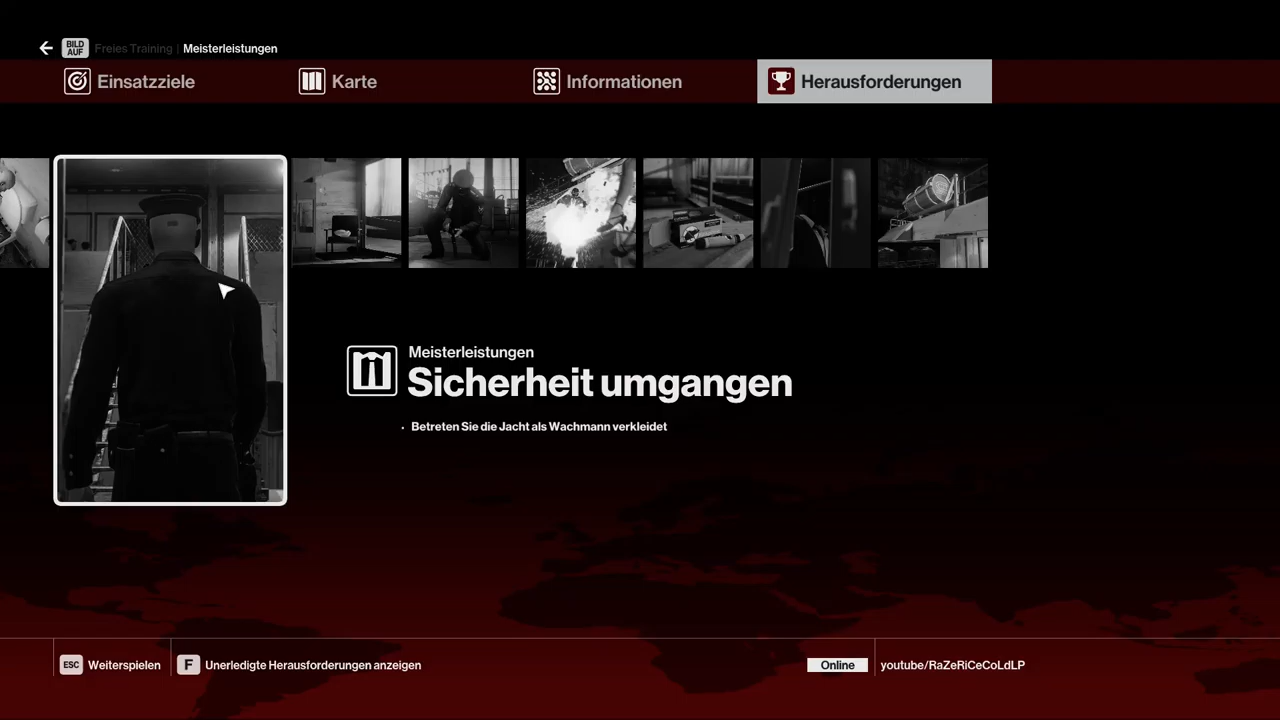 BILD AUF Freies Training | Meisterleistungen
Einsatzziele Karte Informationen Herausforderungen
Meisterleistungen
Sicherheit umgangen
· Betreten Sie die Jacht als Wachmann verkleidet
ESC Weiterspielen F Unerledigte Herausforderungen anzeigen Online youtube/RaZeRiCeCoLdLP